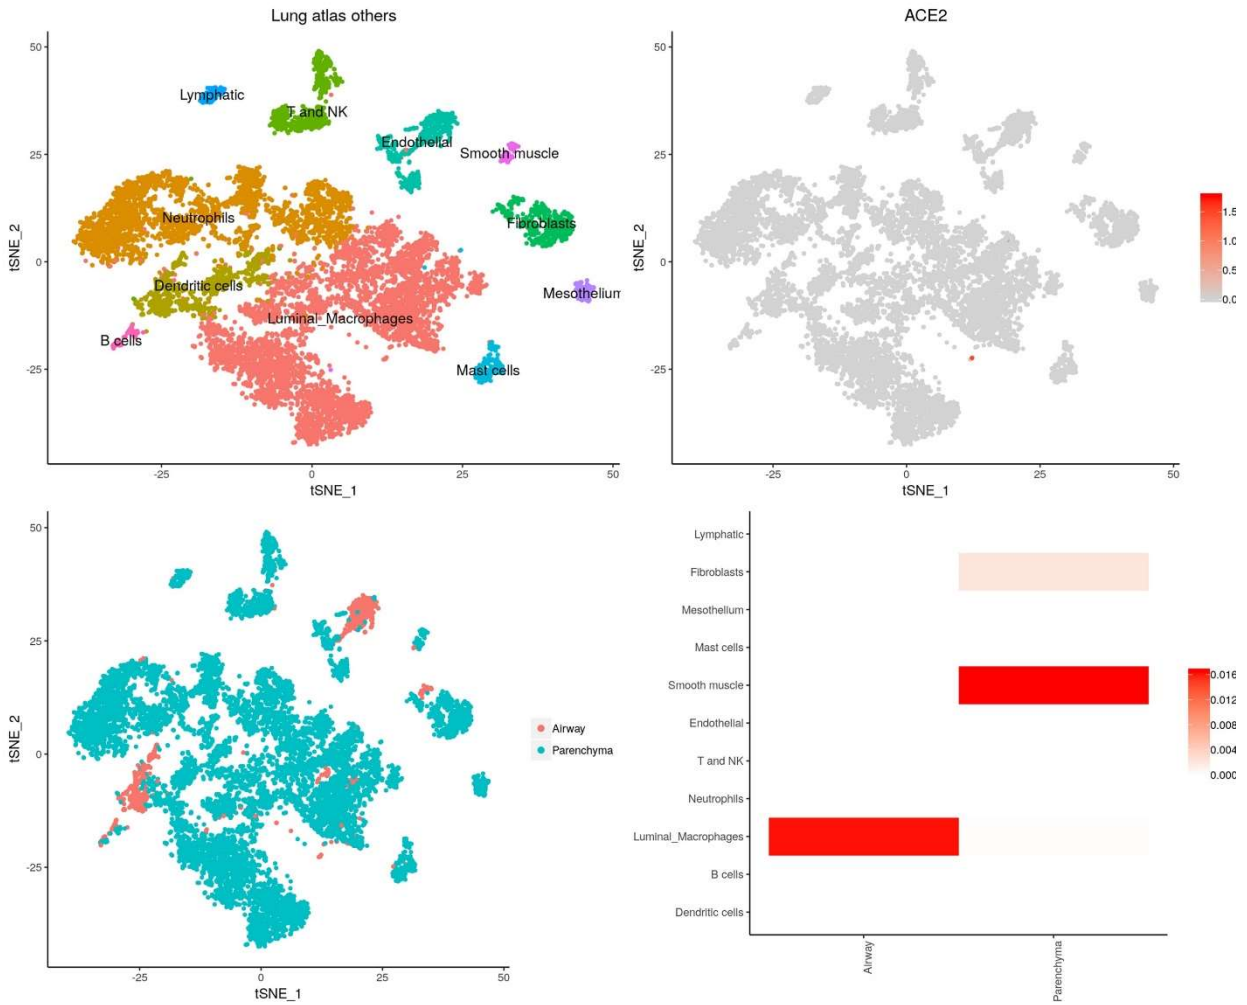 Lung atlas others
50
25
0
-25
tSNE_2
-25
0
25
50
tSNE_1
Lymphatic
T and NK
Endothelial
Smooth muscle
Neutrophils
Fibroblasts
Dendritic cells
Mesothelium
Luminal_Macrophages
B cells
Mast cells
ACE2
50
25
0
-25
tSNE_2
-25
0
25
50
tSNE_1
1.5
1.0
0.5
0.0
50
25
0
-25
tSNE_2
-25
0
25
50
tSNE_1
Airway
Parenchyma
Lymphatic
Fibroblasts
Mesothelium
Mast cells
Smooth muscle
Endothelial
T and NK
Neutrophils
Luminal_Macrophages
B cells
Dendritic cells
Airway
Parenchyma
0.016
0.012
0.008
0.004
0.000